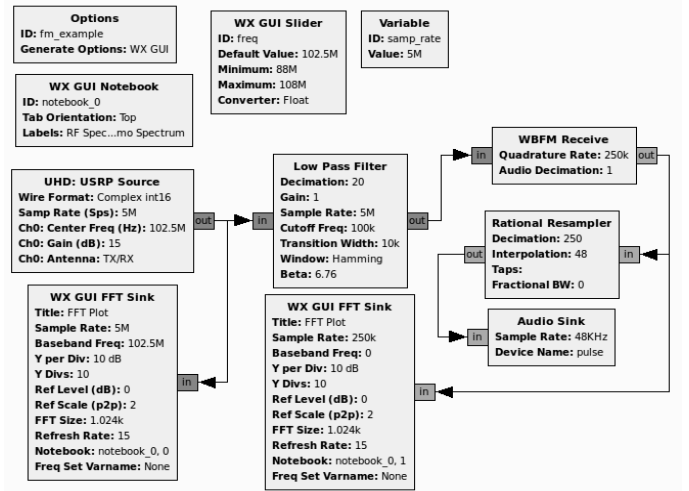 Options
ID: fm_example
Generate Options: WX GUI
WX GUI Slider
ID: freq
Default Value: 102.5M
Minimum: 88M
Maximum: 108M
Converter: Float
Variable
ID: samp_rate
Value: 5M
WX GUI Notebook
ID: notebook_0
Tab Orientation: Top
Labels: RF Spec...mo Spectrum
UHD: USRP Source
Wire Format: Complex int16
Samp Rate (Sps): 5M
Ch0: Center Freq (Hz): 102.5M
Ch0: Gain (dB): 15
Ch0: Antenna: TX/RX
out
in
Low Pass Filter
Decimation: 20
Gain: 1
Sample Rate: 5M
Cutoff Freq: 100k
Transition Width: 10k
Window: Hamming
Beta: 6.76
out
in
WBFM Receive
Quadrature Rate: 250k
Audio Decimation: 1
out
out
Rational Resampler
Decimation: 250
Interpolation: 48
Taps:
Fractional BW: 0
in
in
Audio Sink
Sample Rate: 48KHz
Device Name: pulse
WX GUI FFT Sink
Title: FFT Plot
Sample Rate: 5M
Baseband Freq: 102.5M
Y per Div: 10 dB
Y Divs: 10
Ref Level (dB): 0
Ref Scale (p2p): 2
FFT Size: 1.024k
Refresh Rate: 15
Notebook: notebook_0, 0
Freq Set Varname: None
in
WX GUI FFT Sink
Title: FFT Plot
Sample Rate: 250k
Baseband Freq: 0
Y per Div: 10 dB
Y Divs: 10
Ref Level (dB): 0
Ref Scale (p2p): 2
FFT Size: 1.024k
Refresh Rate: 15
Notebook: notebook_0, 1
Freq Set Varname: None
in